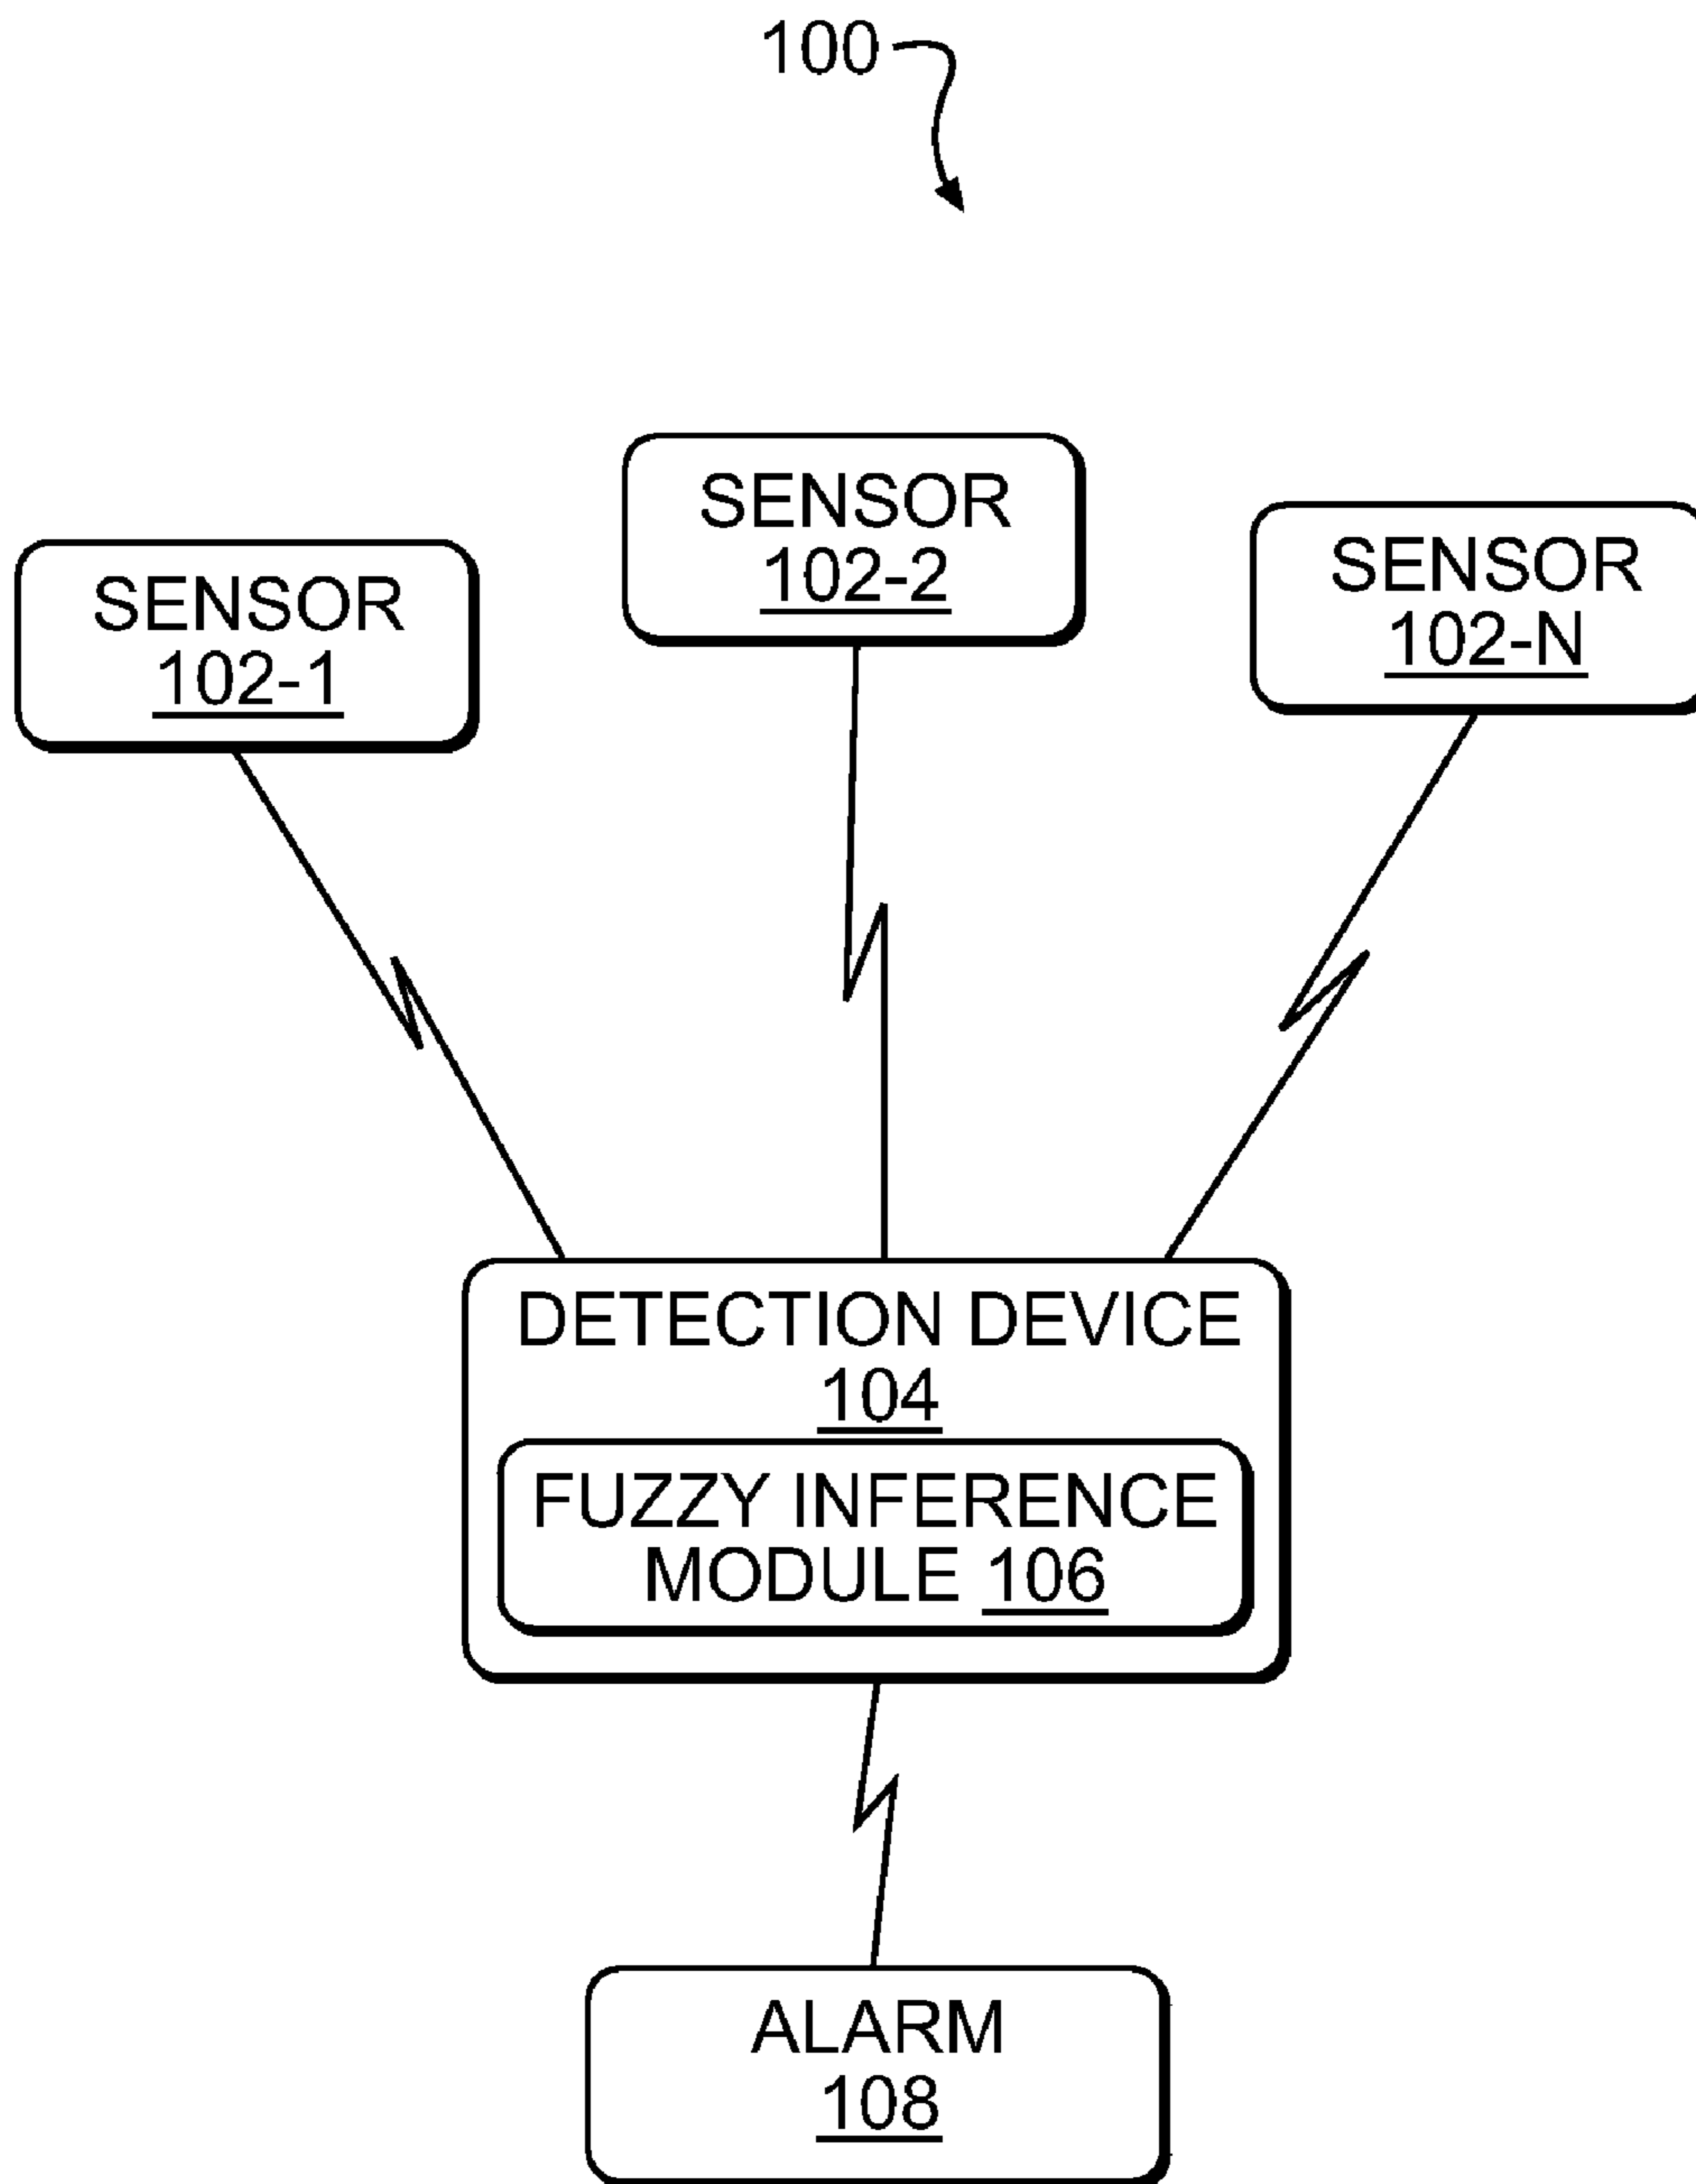 100
SENSOR
102-2
SENSOR
102-N
SENSOR
102-1
DETECTION DEVICE
104
FUZZY INFERENCE
MODULE 106
ALARM
108